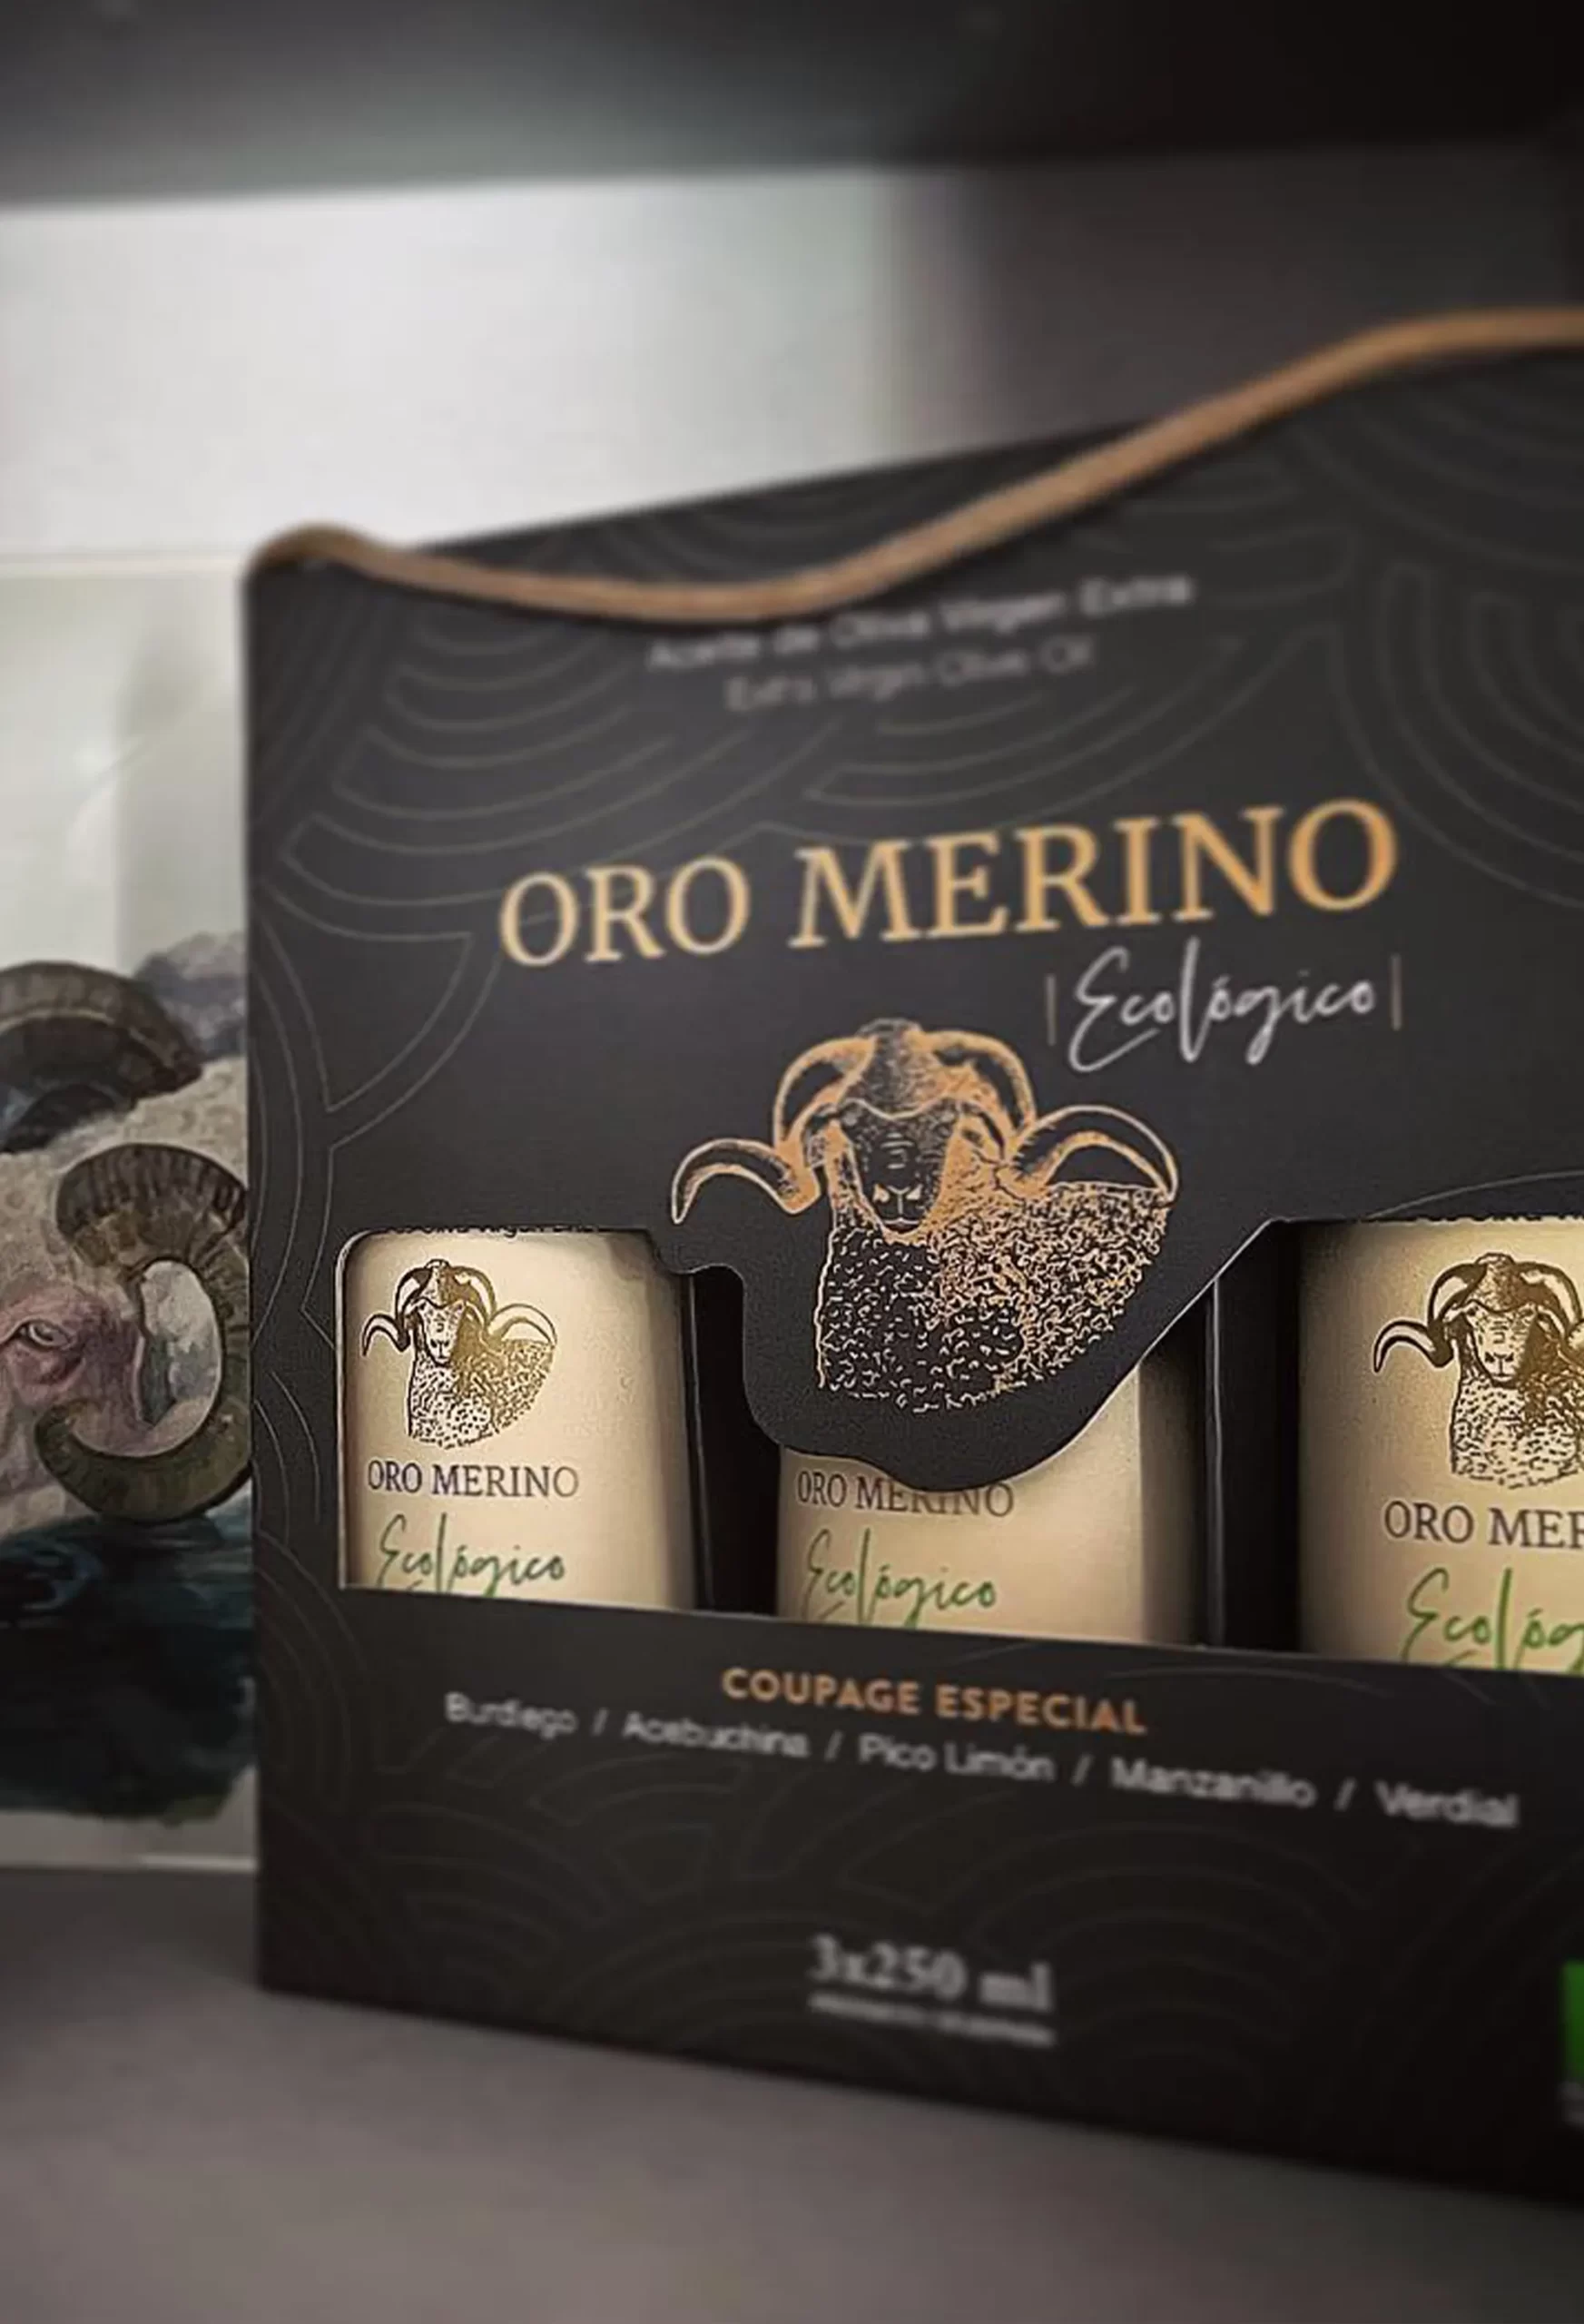 Aceite de Oliva Virgen Extra
Extra Virgin Olive Oil
ORO MERINO
Ecológico
ORO MERINO
Ecológico
ORO MERINO
Ecológico
ORO MER
Ecológ
COUPAGE ESPECIAL
Burdiego / Acebuchina / Pico Limón / Manzanillo / Verdial
3x250 ml